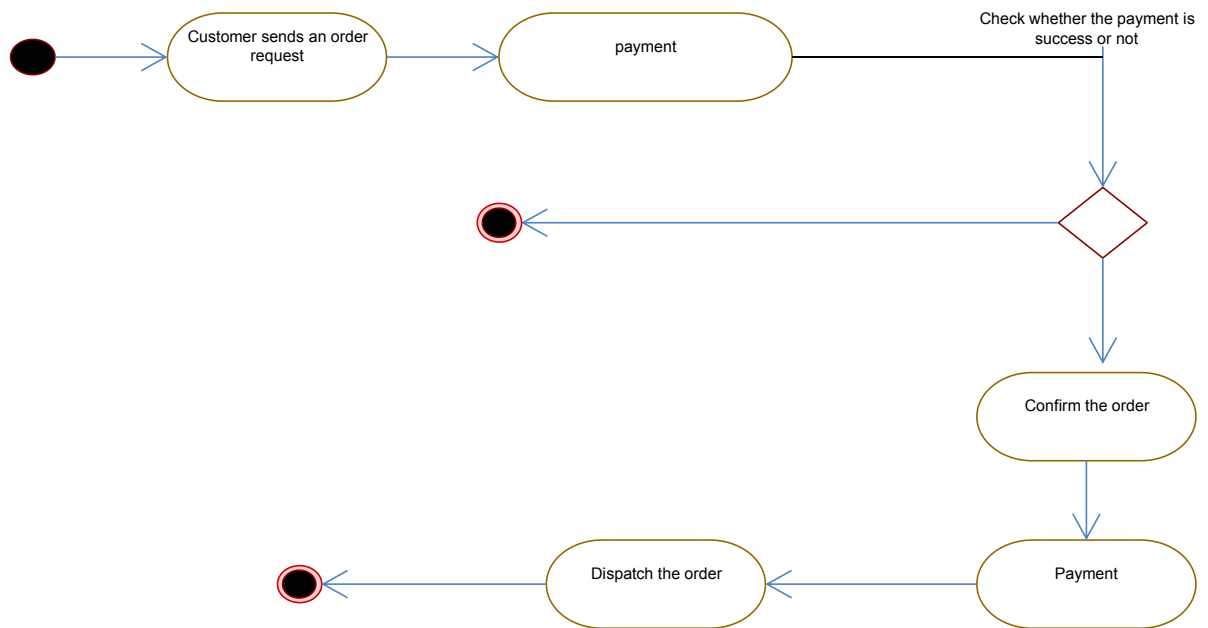 Customer sends an order
request
payment
Check whether the payment is
success or not
Confirm the order
Dispatch the order
Payment